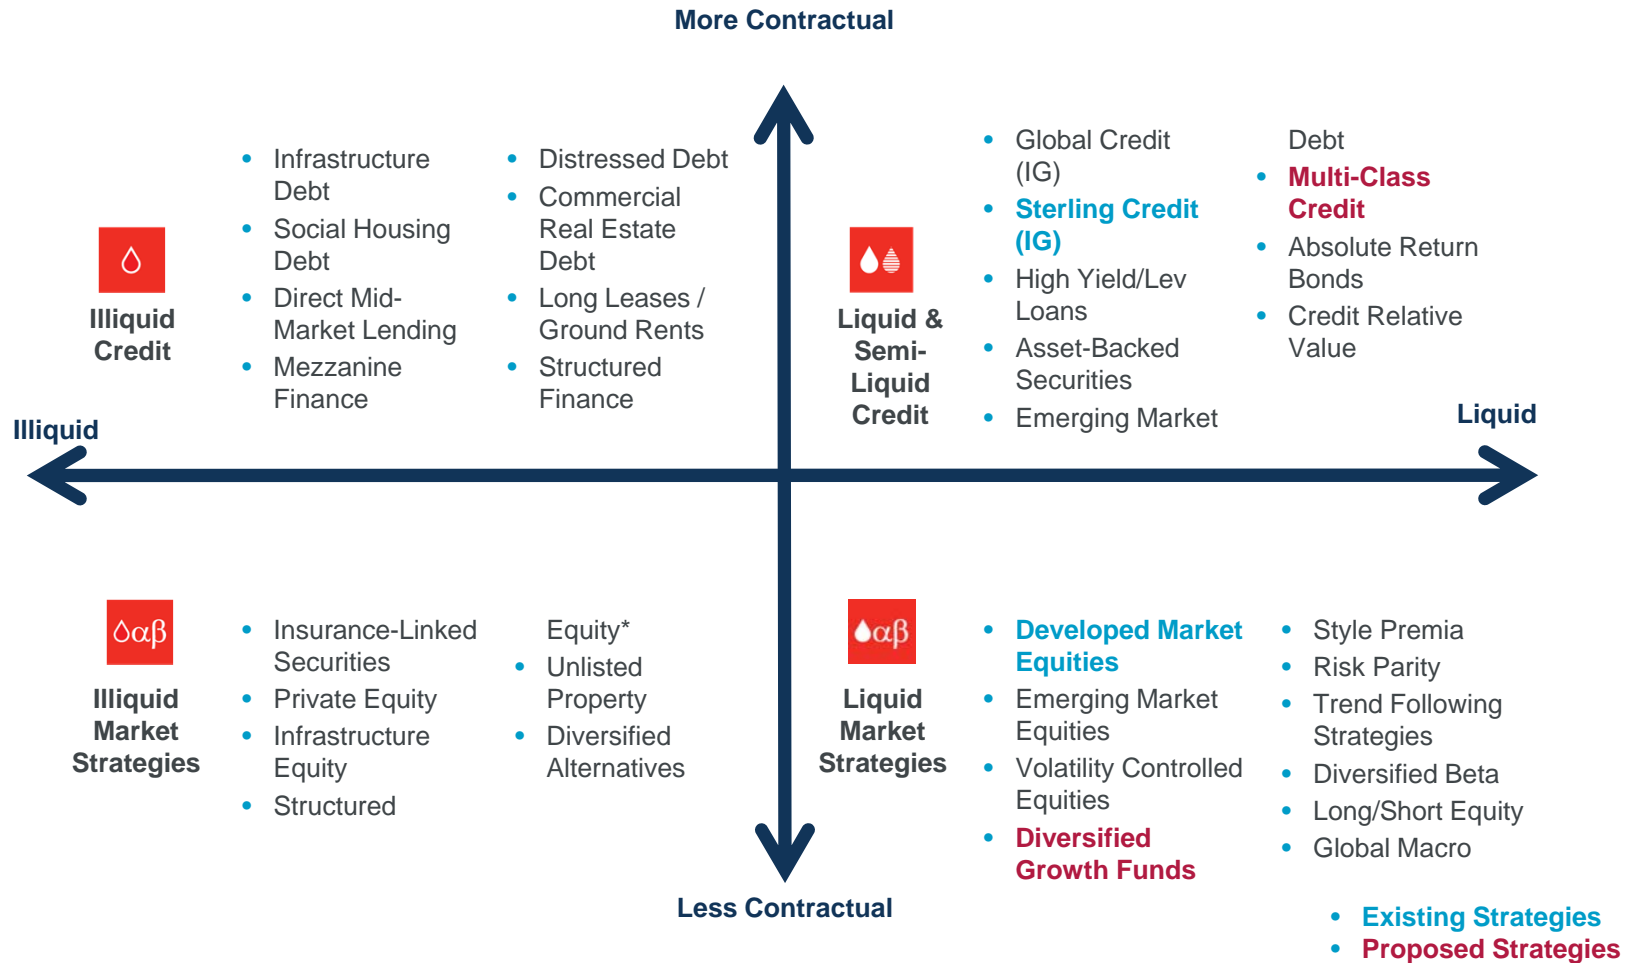 More Contractual
Illiquid
Credit
• Infrastructure
Debt
• Social Housing
Debt
• Direct Mid-
Market Lending
• Mezzanine
Finance
• Distressed Debt
• Commercial
Real Estate
Debt
• Long Leases /
Ground Rents
• Structured
Finance
Liquid &
Semi-
Liquid
Credit
• Global Credit
(IG)
• Sterling Credit
(IG)
• High Yield/Lev
Loans
• Asset-Backed
Securities
• Emerging Market
Debt
• Multi-Class
Credit
• Absolute Return
Bonds
• Credit Relative
Value
Illiquid
Liquid
αβ
Illiquid
Market
Strategies
• Insurance-Linked
Securities
• Private Equity
• Infrastructure
Equity
• Structured
Equity*
• Unlisted
Property
• Diversified
Alternatives
αβ
Liquid
Market
Strategies
• Developed Market
Equities
• Emerging Market
Equities
• Volatility Controlled
Equities
• Diversified
Growth Funds
• Style Premia
• Risk Parity
• Trend Following
Strategies
• Diversified Beta
• Long/Short Equity
• Global Macro
Less Contractual
• Existing Strategies
• Proposed Strategies